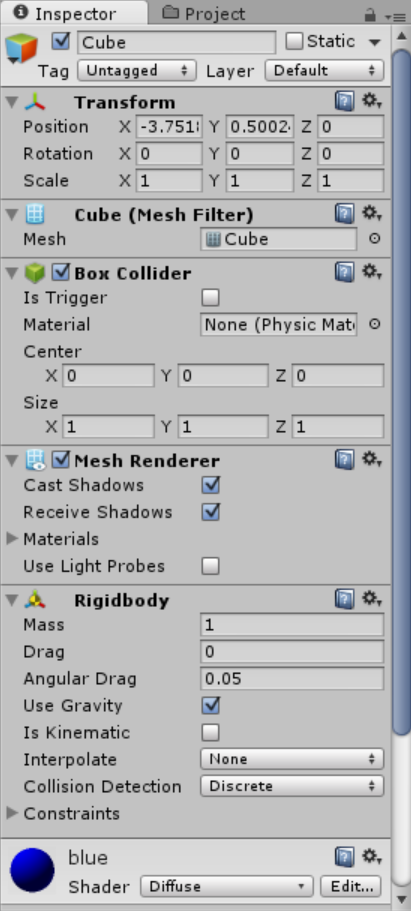 Inspector Project
Cube Static
Tag Untagged Layer Default
Transform
Position X -3.751 Y 0.5002 Z 0
Rotation X 0 Y 0 Z 0
Scale X 1 Y 1 Z 1
Cube (Mesh Filter)
Mesh Cube
Box Collider
Is Trigger
Material None (Physic Mat
Center
X 0 Y 0 Z 0
Size
X 1 Y 1 Z 1
Mesh Renderer
Cast Shadows
Receive Shadows
Materials
Use Light Probes
Rigidbody
Mass 1
Drag 0
Angular Drag 0.05
Use Gravity
Is Kinematic
Interpolate None
Collision Detection Discrete
Constraints
blue
Shader Diffuse Edit...